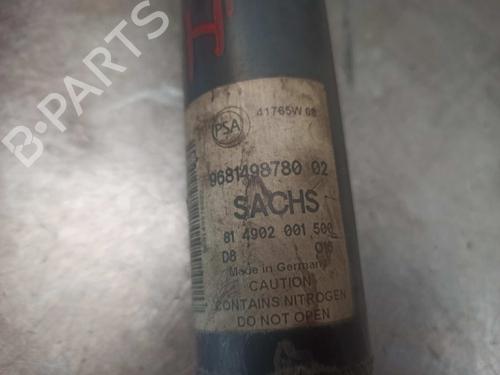 H
PSA
41765W 08
9681498780 02
SACHS
81 4902 001 500
D8
Made in Germany
CAUTION
CONTAINS NITROGEN
DO NOT OPEN
B-PARTS